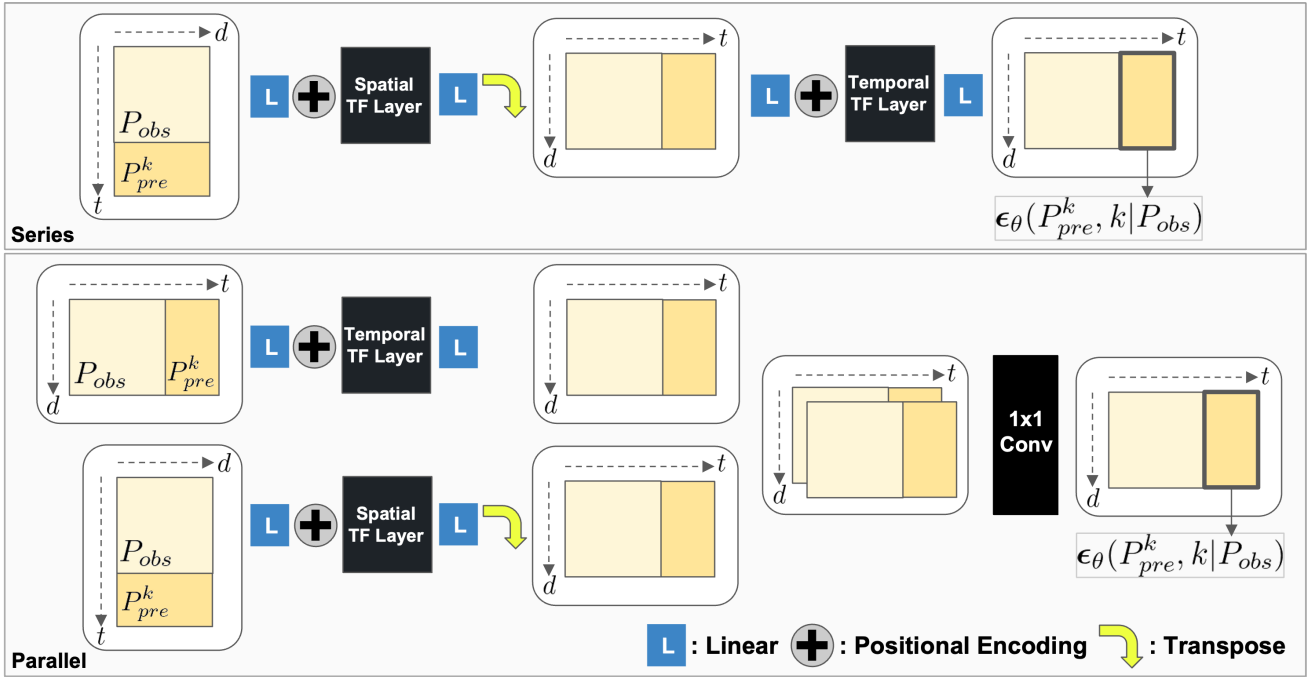 d
t
P_obs
P^k_pre
L
Spatial
TF Layer
L
t
d
L
Temporal
TF Layer
L
t
d
ϵ_θ(P^k_pre, k|P_obs)
Series
t
d
P_obs
P^k_pre
L
Temporal
TF Layer
L
t
d
d
t
P_obs
P^k_pre
L
Spatial
TF Layer
L
t
d
t
d
1x1
Conv
t
d
ϵ_θ(P^k_pre, k|P_obs)
L : Linear
: Positional Encoding
: Transpose
Parallel